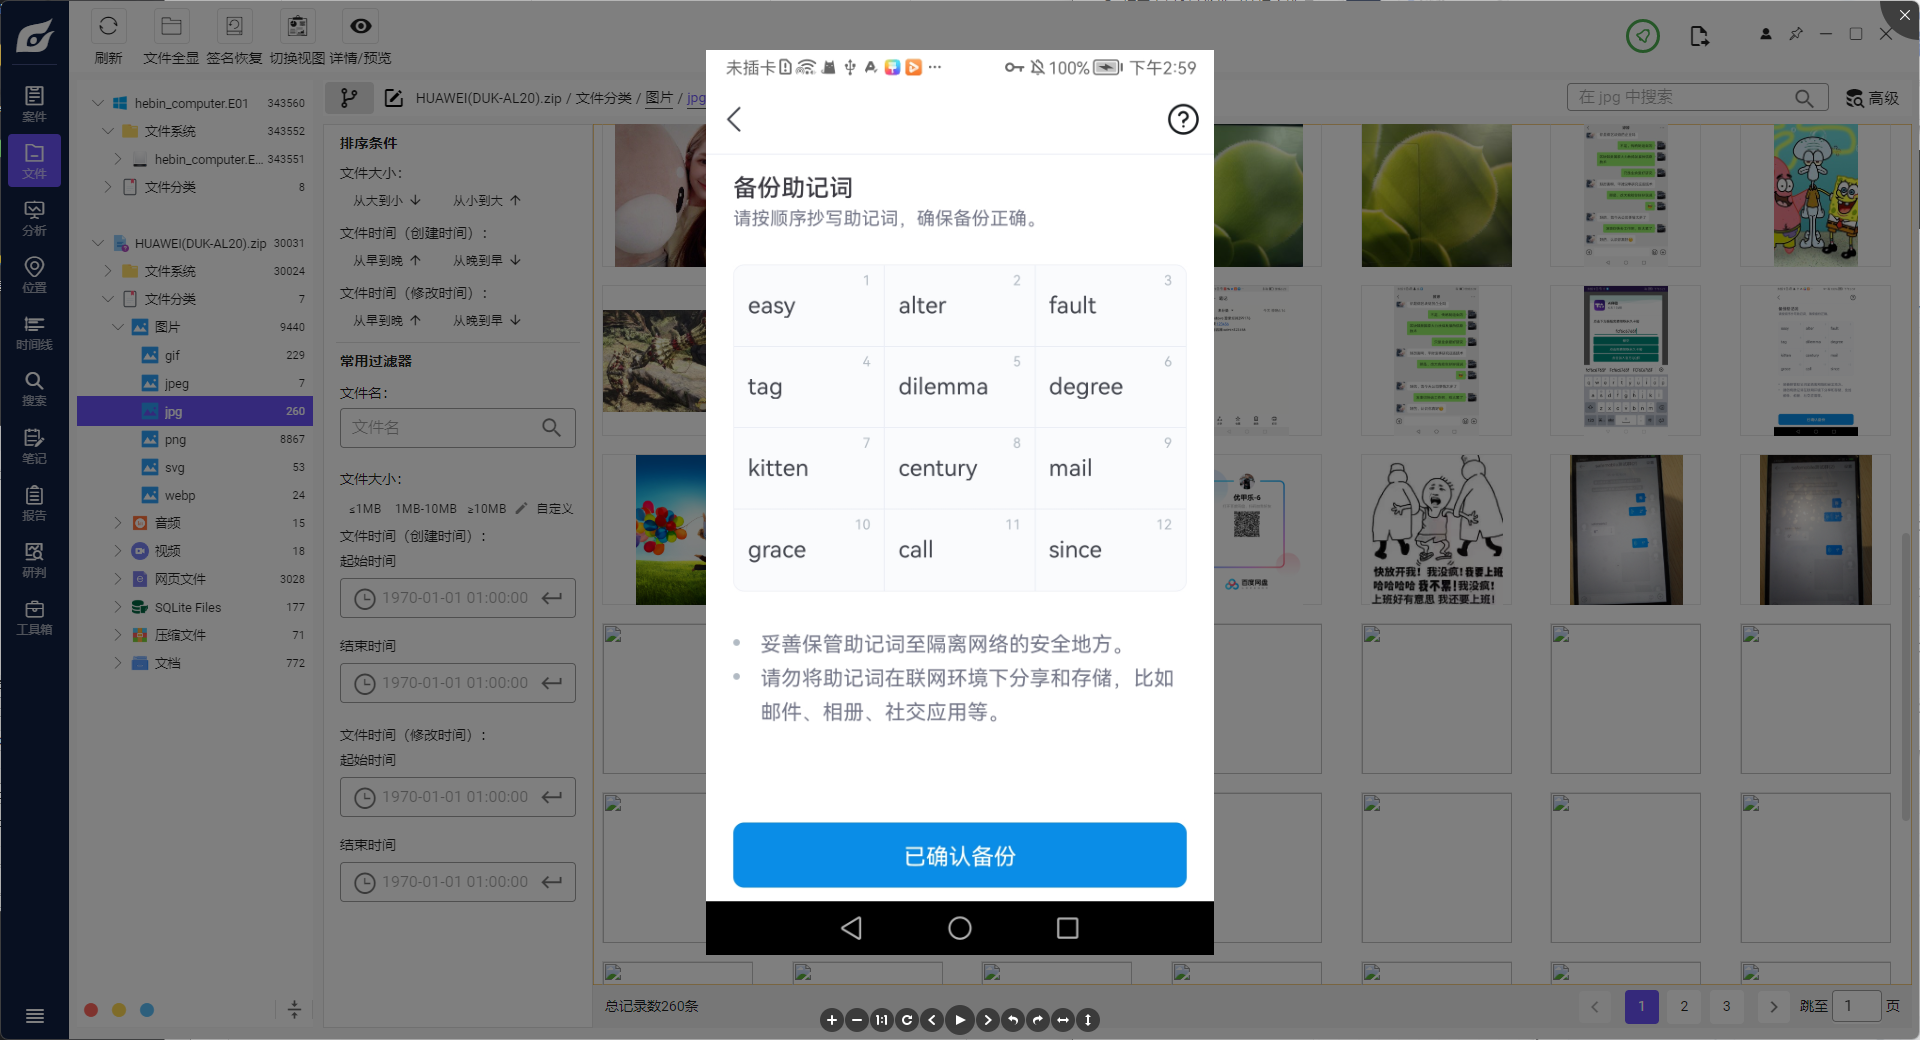 刷新
文件全显
签名恢复
切换视图
详情/预览
案件
文件
分析
位置
时间线
搜索
笔记
报告
研判
工具箱
hebin_computer.E01 343560
文件系统 343552
hebin_computer.E... 343551
文件分类 8
HUAWEI(DUK-AL20).zip 30031
文件系统 30024
文件分类 7
图片 9440
gif 229
jpeg 7
jpg 260
png 8867
svg 53
webp 24
音频 15
视频 18
网页文件 3028
SQLite Files 177
压缩文件 71
文档 772
HUAWEI(DUK-AL20).zip / 文件分类 / 图片 / jpg
在 jpg 中搜索
高级
排序条件
文件大小：
从大到小 ↓ 从小到大 ↑
文件时间（创建时间）：
从早到晚 ↑ 从晚到早 ↓
文件时间（修改时间）：
从早到晚 ↑ 从晚到早 ↓
常用过滤器
文件名：
文件名
文件大小：
≤1MB 1MB-10MB ≥10MB 自定义
文件时间（创建时间）：
起始时间
1970-01-01 01:00:00
结束时间
1970-01-01 01:00:00
文件时间（修改时间）：
起始时间
1970-01-01 01:00:00
结束时间
1970-01-01 01:00:00
未插卡 100% 下午2:59
备份助记词
请按顺序抄写助记词，确保备份正确。
1 2 3
easy alter fault
4 5 6
tag dilemma degree
7 8 9
kitten century mail
10 11 12
grace call since
妥善保管助记词至隔离网络的安全地方。
请勿将助记词在联网环境下分享和存储，比如
邮件、相册、社交应用等。
已确认备份
优甲乐-6
百度网盘
快放开我！我没疯！我要上班
哈哈哈哈 我不累！我没疯！
上班好有意思 我还要上班！
总记录数260条
1:1
1 2 3 跳至 1 页